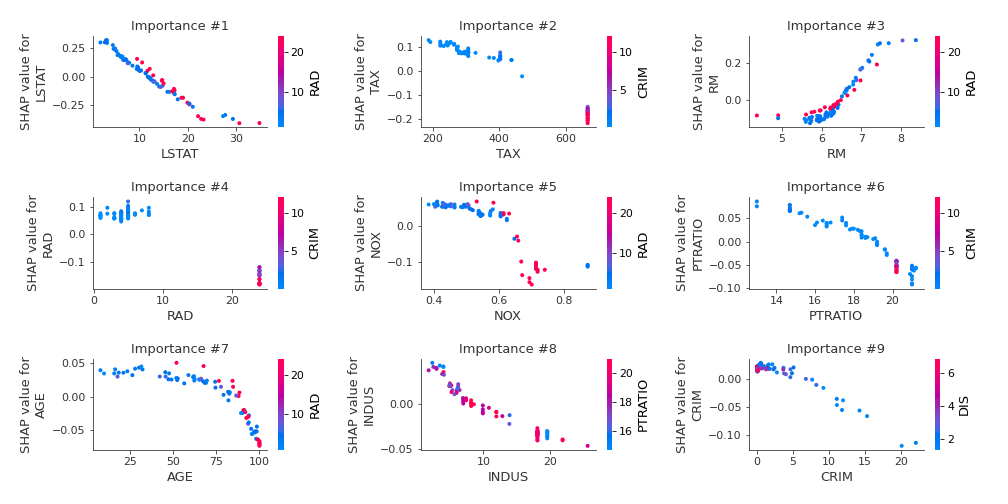 Importance #1
SHAP value for
LSTAT
0.25
0.00
−0.25
10
20
30
LSTAT
20
10
RAD
Importance #2
SHAP value for
TAX
0.1
0.0
−0.1
−0.2
200
400
600
TAX
10
5
CRIM
Importance #3
SHAP value for
RM
0.2
0.0
5
6
7
8
RM
20
10
RAD
Importance #4
SHAP value for
RAD
0.1
0.0
−0.1
0
20
RAD
10
5
CRIM
Importance #5
SHAP value for
NOX
0.0
−0.1
0.4
0.6
0.8
NOX
20
10
RAD
Importance #6
SHAP value for
PTRATIO
0.05
0.00
−0.05
−0.10
14
16
18
20
PTRATIO
10
5
CRIM
Importance #7
SHAP value for
AGE
0.05
0.00
−0.05
25
50
75
100
AGE
20
10
RAD
Importance #8
SHAP value for
INDUS
0.00
−0.05
10
20
INDUS
20
18
16
PTRATIO
Importance #9
SHAP value for
CRIM
0.00
−0.05
−0.10
0
5
10
15
20
CRIM
6
4
2
DIS